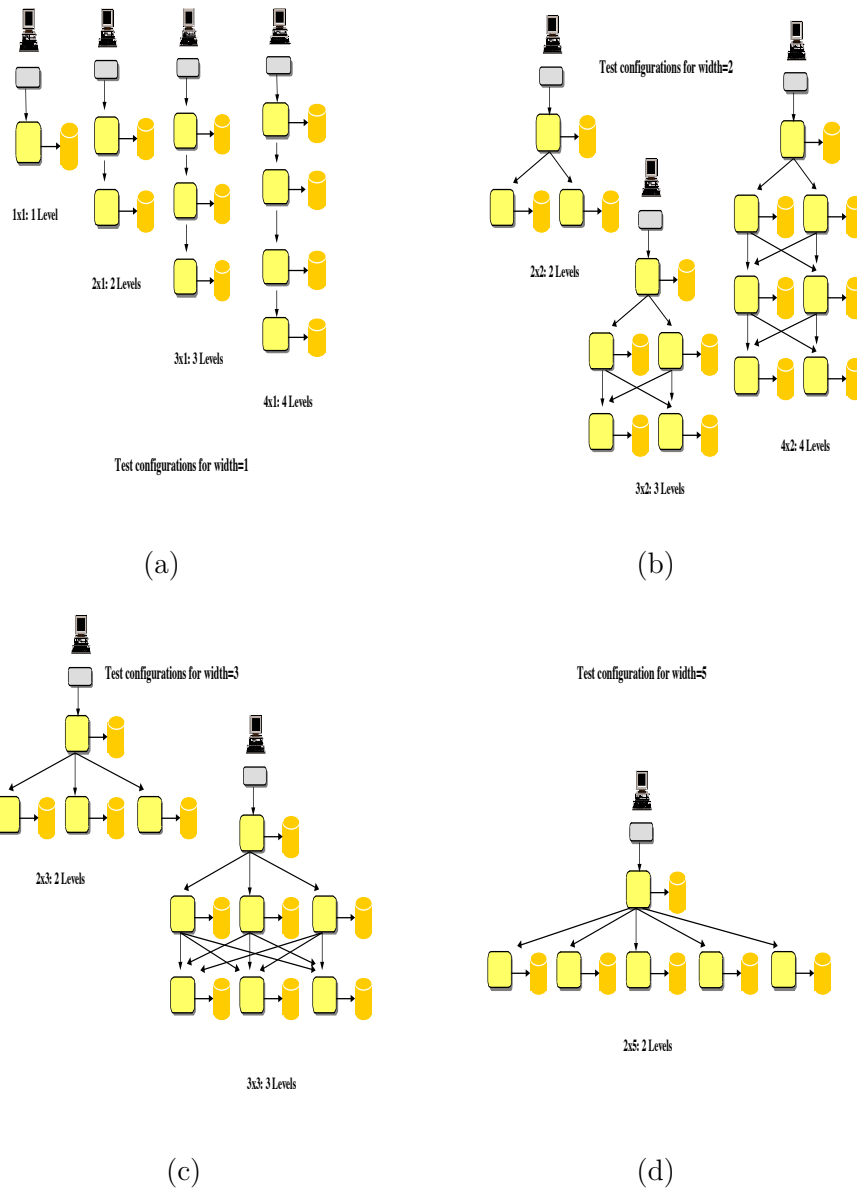 1x1: 1 Level
2x1: 2 Levels
3x1: 3 Levels
4x1: 4 Levels
Test configurations for width=1
(a)
Test configurations for width=2
2x2: 2 Levels
3x2: 3 Levels
4x2: 4 Levels
(b)
Test configurations for width=3
2x3: 2 Levels
3x3: 3 Levels
(c)
Test configuration for width=5
2x5: 2 Levels
(d)